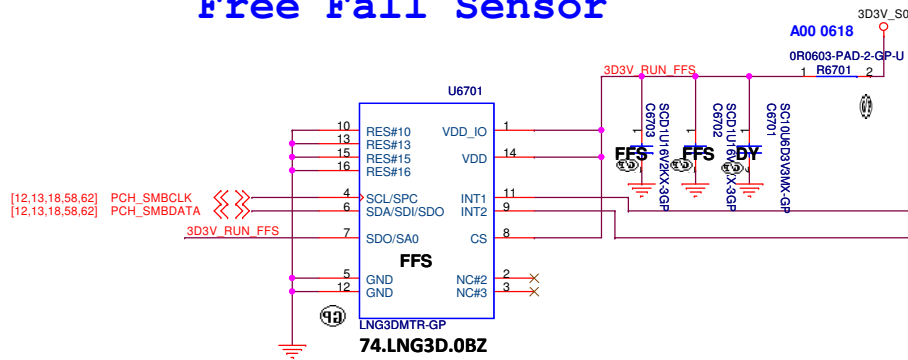 Free Fall Sensor
3D3V_S0
A00 0618
0R0603-PAD-2-GP-U
1 R6701 2
3D3V_RUN_FFS
U6701
10 RES#10 VDD_IO 1
13 RES#13
15 RES#15 VDD 14
16 RES#16
[12,13,18,58,62] PCH_SMBCLK 4 SCL/SPC INT1 11
[12,13,18,58,62] PCH_SMBDATA 6 SDA/SDI/SDO INT2 9
3D3V_RUN_FFS 7 SDO/SA0 CS 8
FFS
5 GND NC#2 2
12 GND NC#3 3
LNG3DMTR-GP
74.LNG3D.0BZ
1 1 1
FFS FFS DY
C6703
SCD1U16V2KX-3GP
C6702
SCD1U16V2KX-3GP
C6701
SC10U6D3V3MX-GP